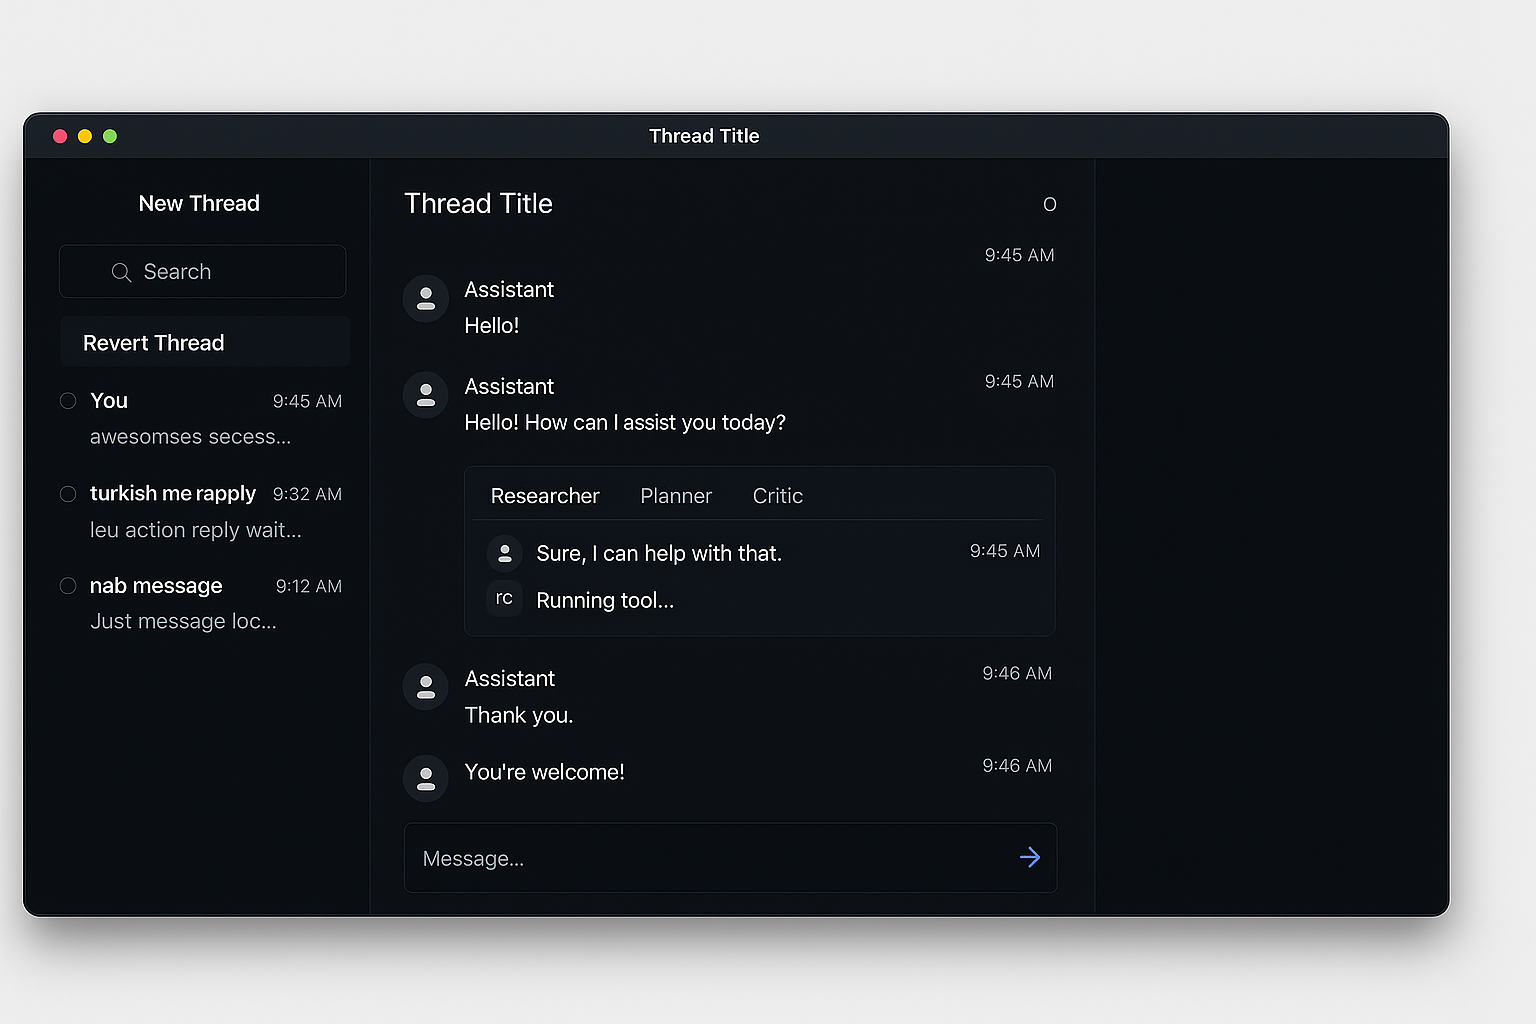 Thread Title
New Thread
Search
Revert Thread
You 9:45 AM
awesomses secess...
turkish me rapply 9:32 AM
leu action reply wait...
nab message 9:12 AM
Just message loc...
Thread Title O
9:45 AM
Assistant
Hello!
Assistant 9:45 AM
Hello! How can I assist you today?
Researcher Planner Critic
Sure, I can help with that. 9:45 AM
rc Running tool...
Assistant 9:46 AM
Thank you.
You're welcome! 9:46 AM
Message...